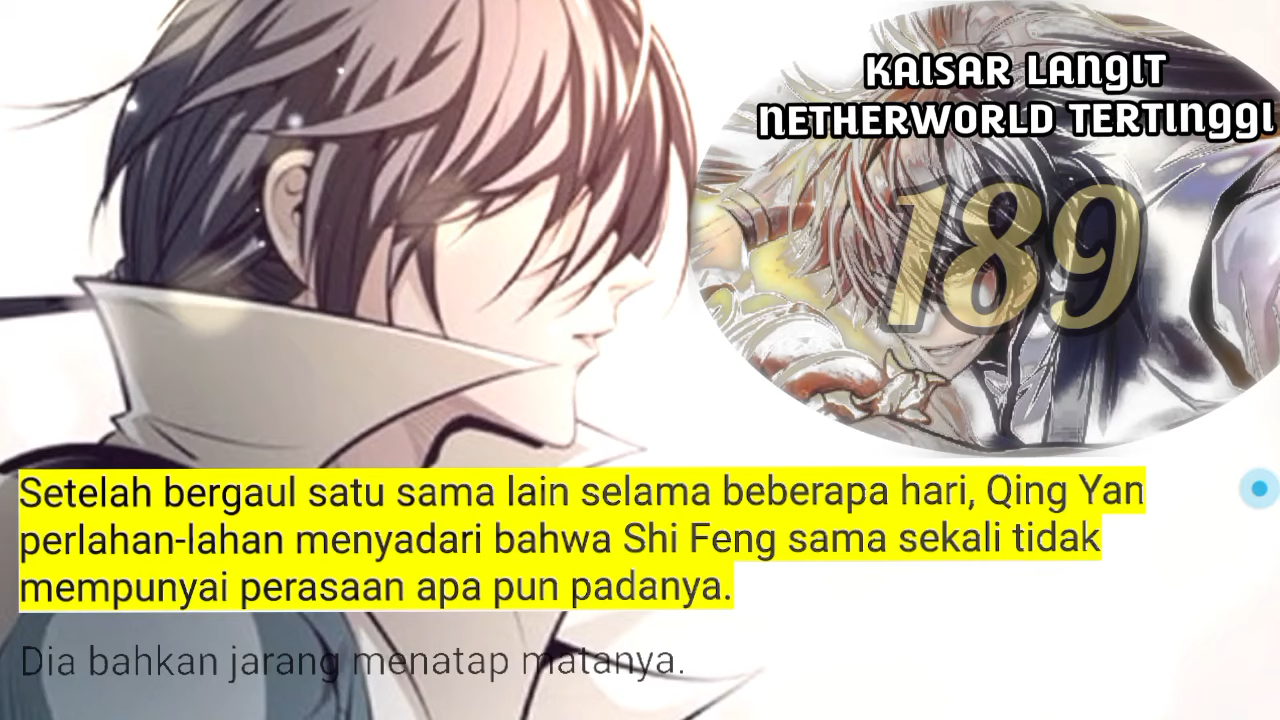 KAISAR LANGIT
NETHERWORLD TERTINGGI
189
Setelah bergaul satu sama lain selama beberapa hari, Qing Yan
perlahan-lahan menyadari bahwa Shi Feng sama sekali tidak
mempunyai perasaan apa pun padanya.
Dia bahkan jarang menatap matanya.